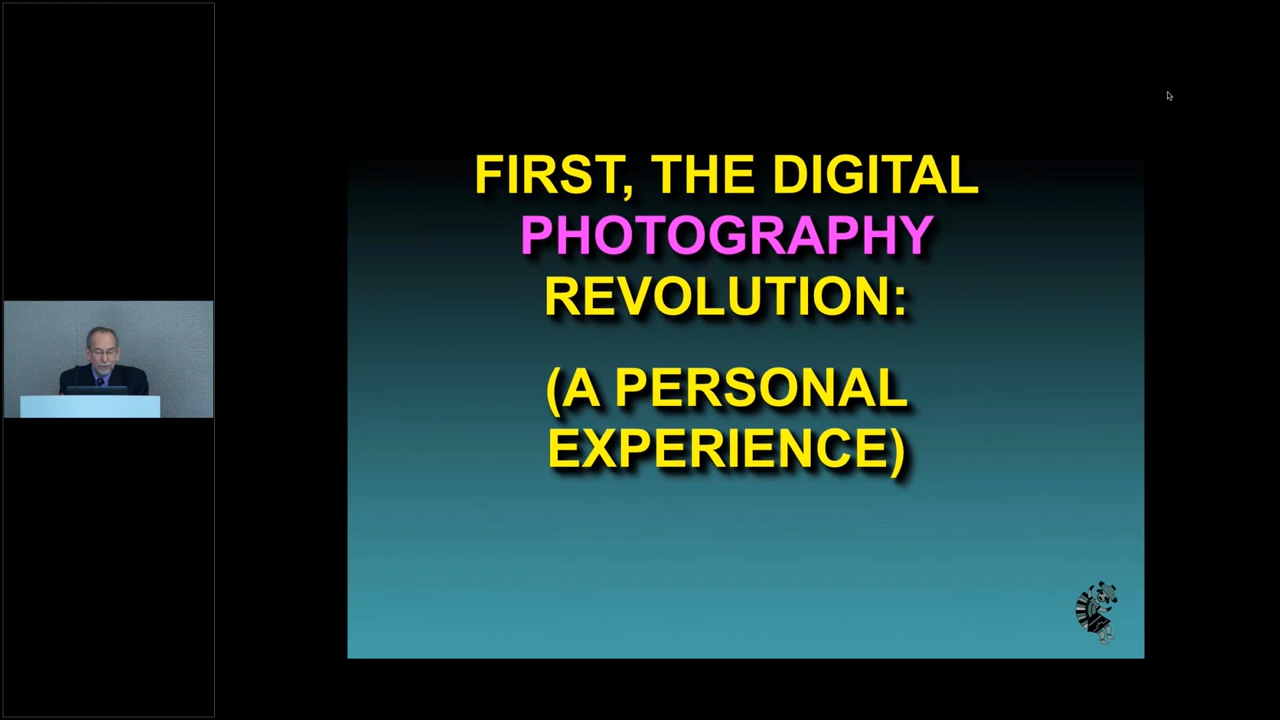 FIRST, THE DIGITAL
PHOTOGRAPHY
REVOLUTION:
(A PERSONAL
EXPERIENCE)